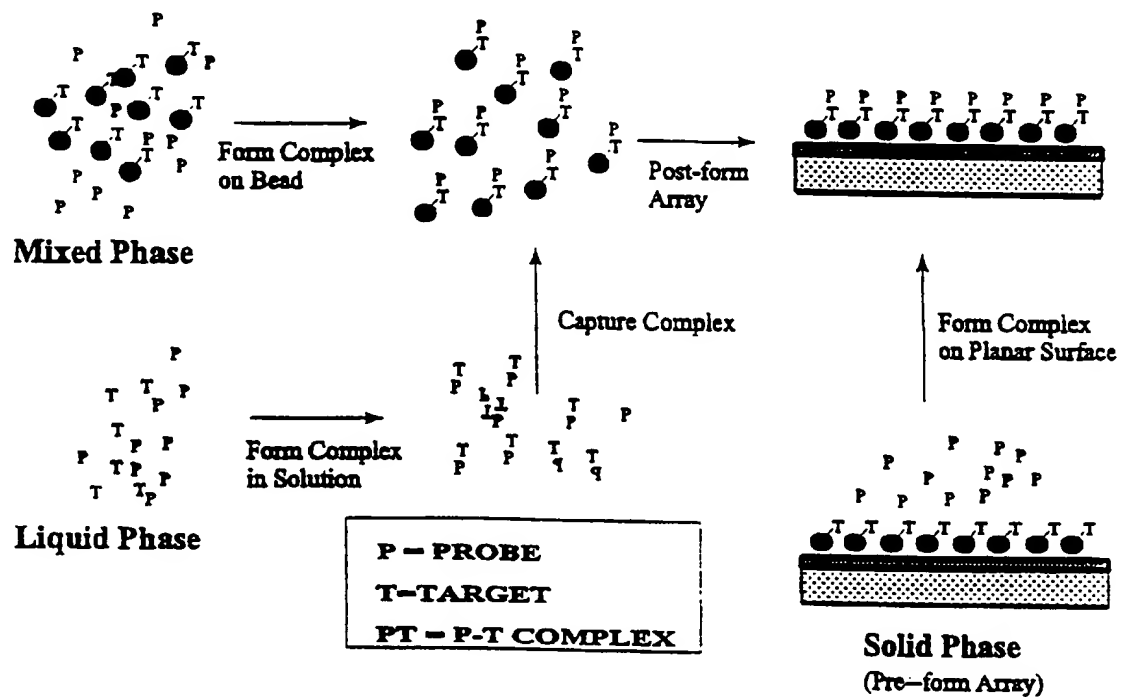 Form Complex
on Bead
Post-form
Array
Mixed Phase
Capture Complex
Form Complex
on Planar Surface
Form Complex
in Solution
Liquid Phase
P = PROBE
T=TARGET
PT = P-T COMPLEX
Solid Phase
(Pre-form Array)